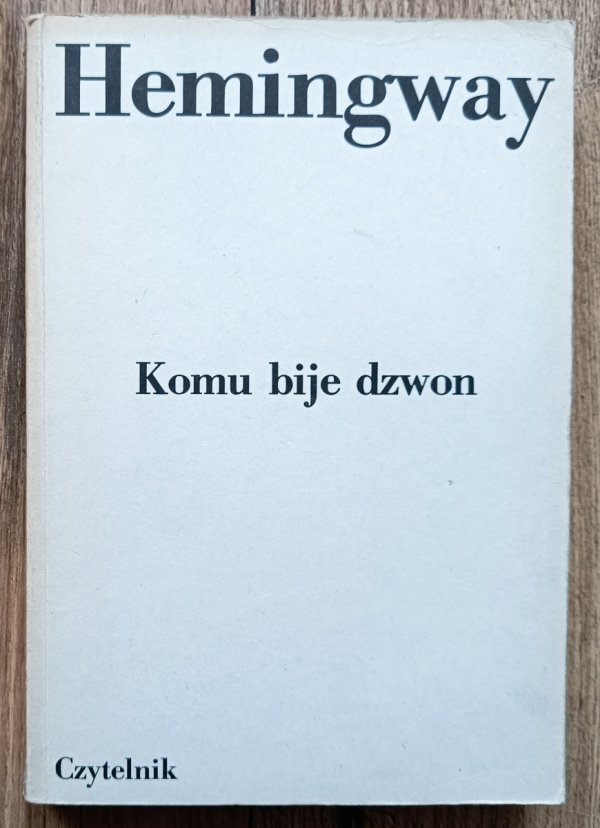 Hemingway
Komu bije dzwon
Czytelnik